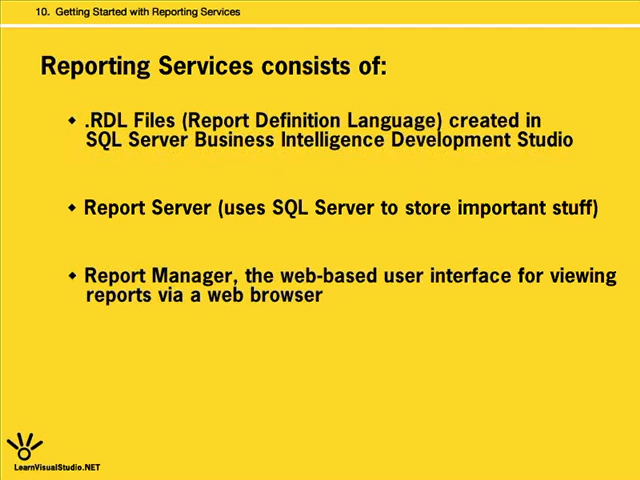 10. Getting Started with Reporting Services
Reporting Services consists of:
◆ .RDL Files (Report Definition Language) created in
SQL Server Business Intelligence Development Studio
◆ Report Server (uses SQL Server to store important stuff)
◆ Report Manager, the web-based user interface for viewing
reports via a web browser
LearnVisualStudio.NET